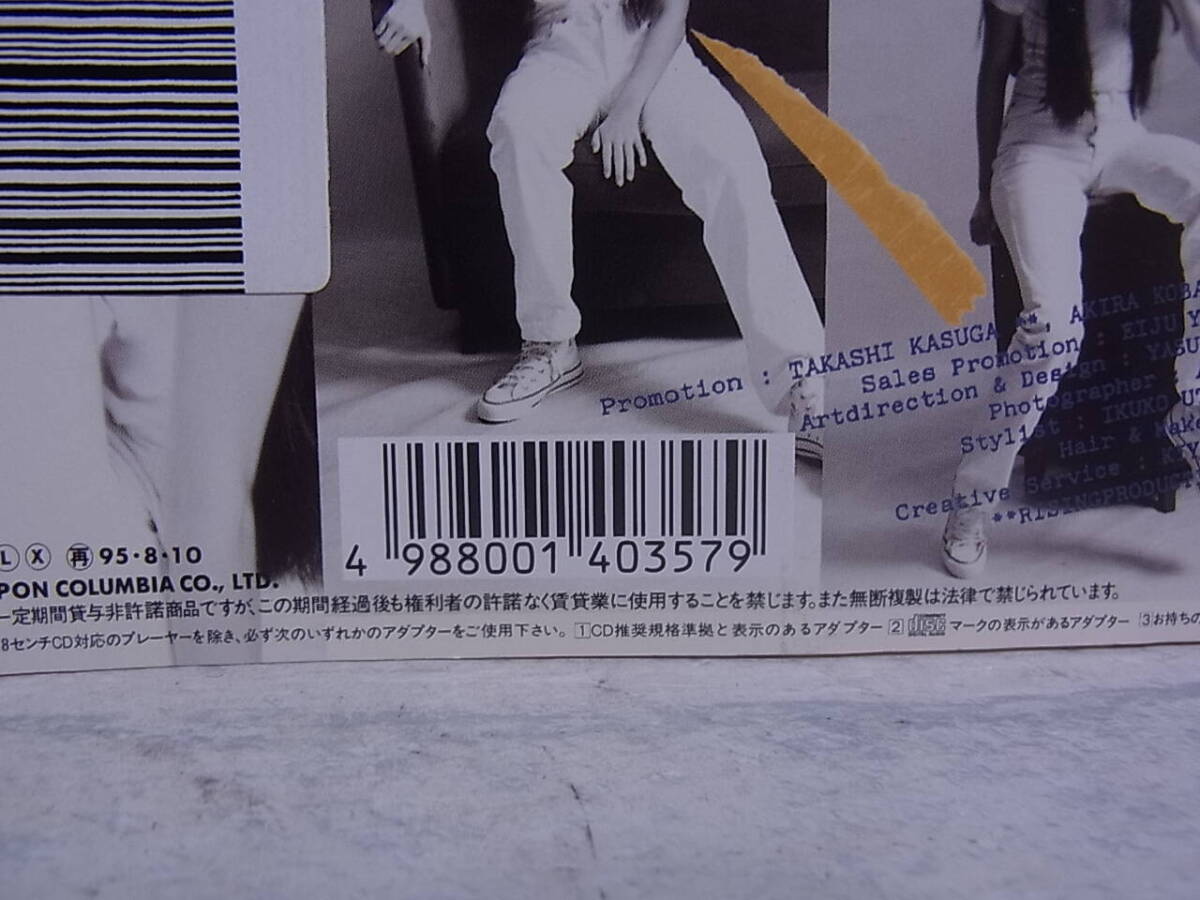 Promotion : TAKASHI KASUGA **, AKIRA
Sales Promotion : EIJU
Artdirection & Design :
Photographer :
Stylist : IKUKO
Hair &
Creative Service :
4 988001 403579
Ⓛ Ⓧ ㊢95・8・10
COLUMBIA CO., LTD.
一定期間貸与非許諾商品ですが、この期間経過後も権利者の許諾なく賃貸業に使用することを禁じます。また無断複製は法律で禁じられています。
8センチCD対応のプレーヤーを除き、必ず次のいずれかのアダプターをご使用下さい。 1 CD推奨規格準拠と表示のあるアダプター 2 disc マークの表示があるアダプター 3 お持ちの